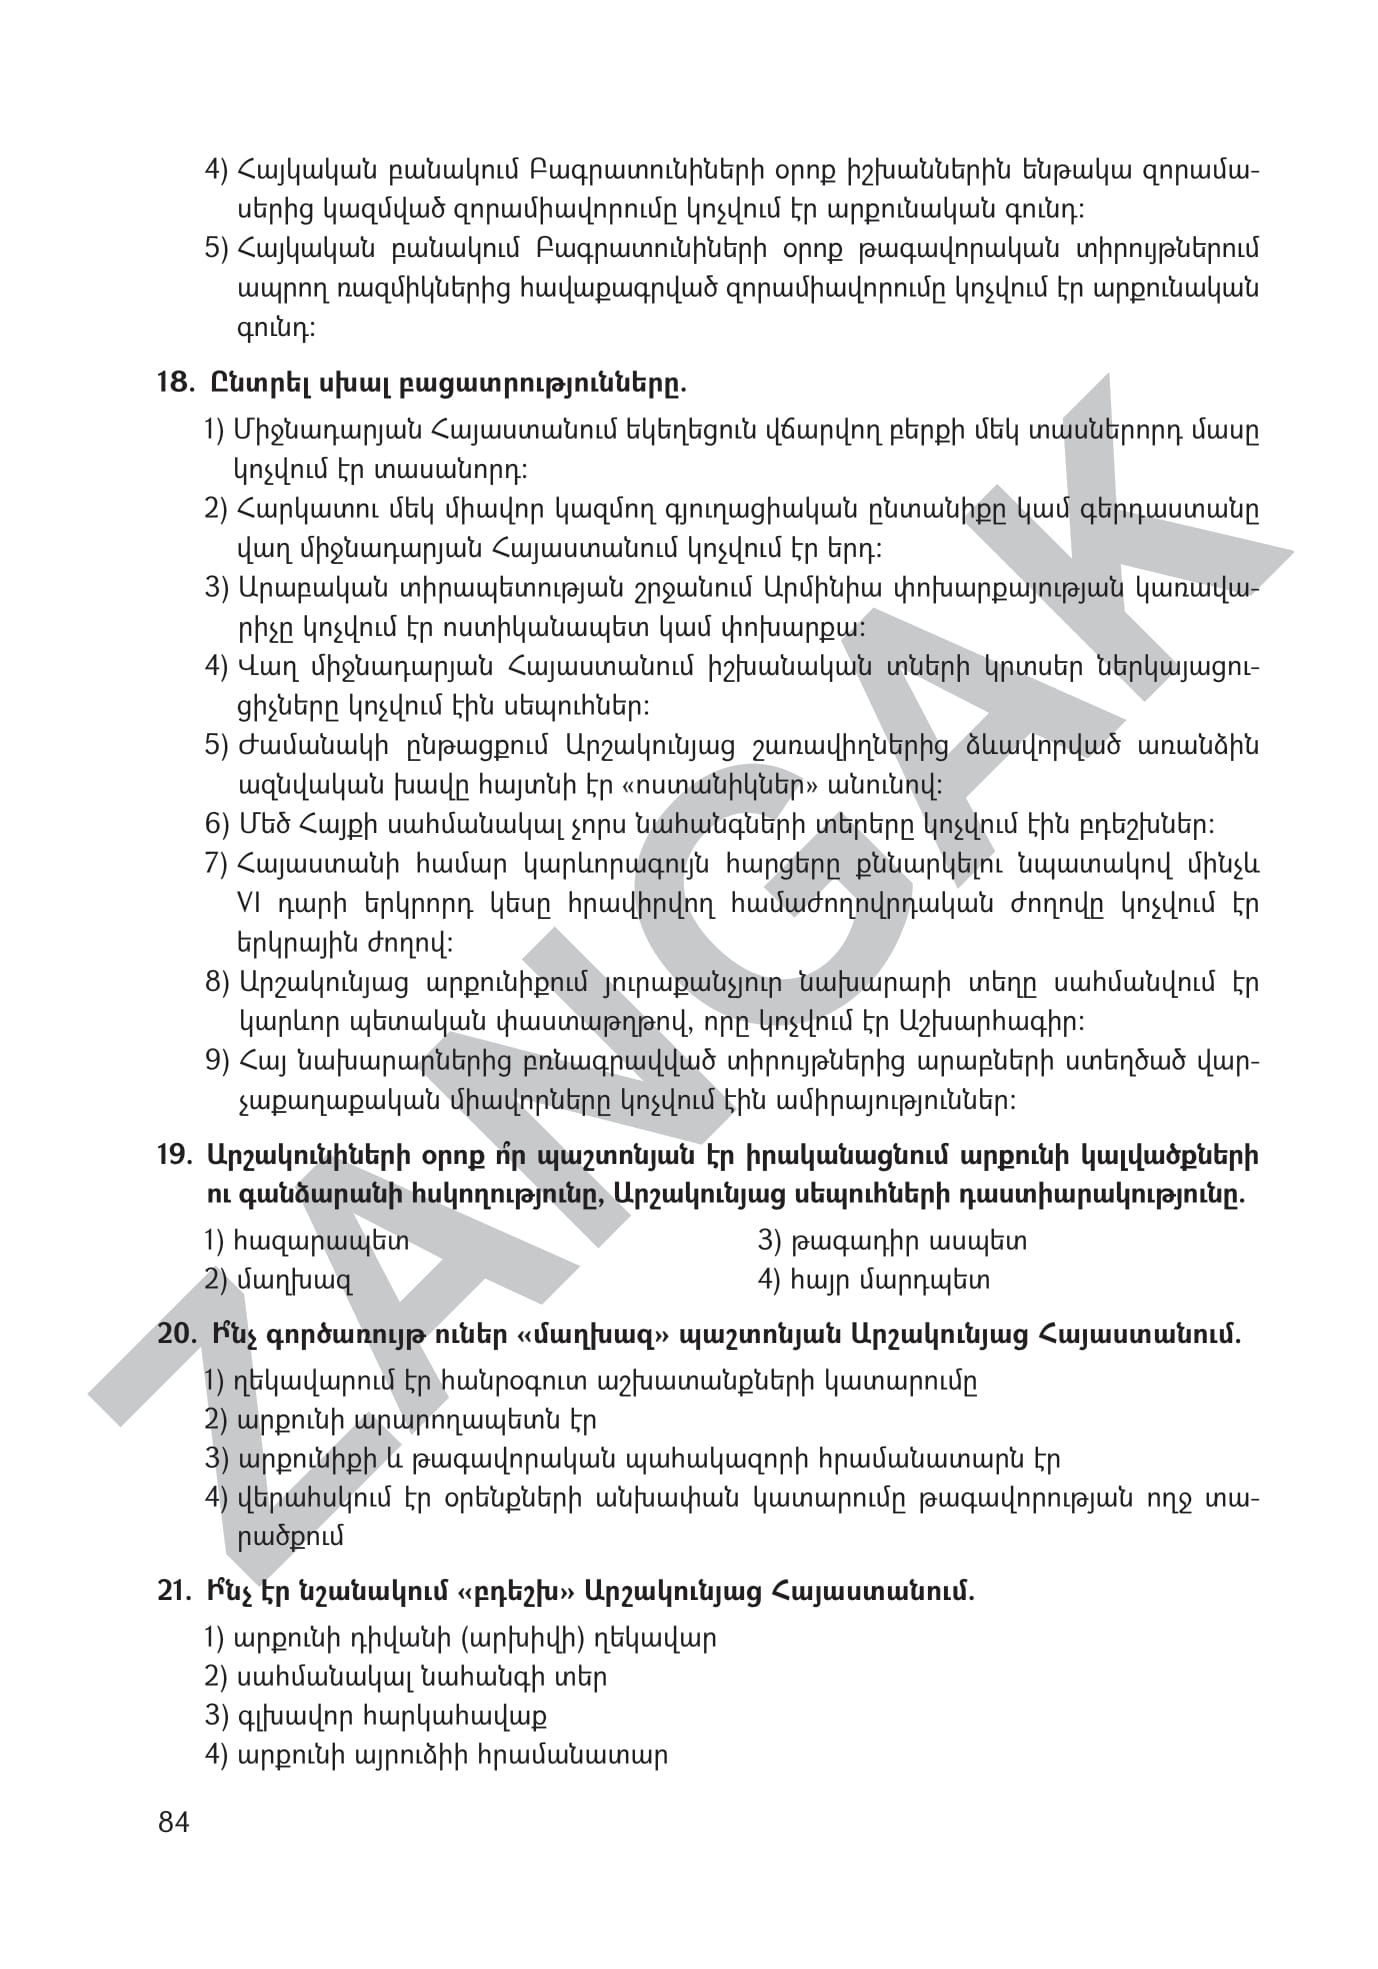 4) Հայկական բանակում Բագրատունիների օրոք իշխաններին ենթակա զորամա-
սերից կազմված զորամիավորումը կոչվում էր արքունական գունդ։
5) Հայկական բանակում Բագրատունիների օրոք թագավորական տիրույթներում
ապրող ռազմիկներից հավաքագրված զորամիավորումը կոչվում էր արքունական
գունդ։
18. Ընտրել սխալ բացատրությունները.
1) Միջնադարյան Հայաստանում եկեղեցուն վճարվող բերքի մեկ տասներորդ մասը
կոչվում էր տասանորդ։
2) Հարկատու մեկ միավոր կազմող գյուղացիական ընտանիքը կամ գերդաստանը
վաղ միջնադարյան Հայաստանում կոչվում էր երդ։
3) Արաբական տիրապետության շրջանում Արմինիա փոխարքայության կառավա-
րիչը կոչվում էր ոստիկանապետ կամ փոխարքա։
4) Վաղ միջնադարյան Հայաստանում իշխանական տների կրտսեր ներկայացու-
ցիչները կոչվում էին սեպուհներ։
5) Ժամանակի ընթացքում Արշակունյաց շառավիղներից ձևավորված առանձին
ազնվական խավը հայտնի էր «ոստանիկներ» անունով։
6) Մեծ Հայքի սահմանակալ չորս նահանգների տերերը կոչվում էին բդեշխներ։
7) Հայաստանի համար կարևորագույն հարցերը քննարկելու նպատակով մինչև
VI դարի երկրորդ կեսը հրավիրվող համաժողովրդական ժողովը կոչվում էր
երկրային ժողով։
8) Արշակունյաց արքունիքում յուրաքանչյուր նախարարի տեղը սահմանվում էր
կարևոր պետական փաստաթղթով, որը կոչվում էր Աշխարհագիր։
9) Հայ նախարարներից բռնագրավված տիրույթներից արաբների ստեղծած վար-
չաքաղաքական միավորները կոչվում էին ամիրայություններ։
19. Արշակունիների օրոք ո՞ր պաշտոնյան էր իրականացնում արքունի կալվածքների
ու գանձարանի հսկողությունը, Արշակունյաց սեպուհների դաստիարակությունը.
1) հազարապետ
2) մաղխազ
3) թագադիր ասպետ
4) հայր մարդպետ
20. Ի՞նչ գործառույթ ուներ «մաղխազ» պաշտոնյան Արշակունյաց Հայաստանում.
1) ղեկավարում էր հանրօգուտ աշխատանքների կատարումը
2) արքունի արարողապետն էր
3) արքունիքի և թագավորական պահակազորի հրամանատարն էր
4) վերահսկում էր օրենքների անխափան կատարումը թագավորության ողջ տա-
րածքում
21. Ի՞նչ էր նշանակում «բդեշխ» Արշակունյաց Հայաստանում.
1) արքունի դիվանի (արխիվի) ղեկավար
2) սահմանակալ նահանգի տեր
3) գլխավոր հարկահավաք
4) արքունի այրուձիի հրամանատար
84
ZANGAK